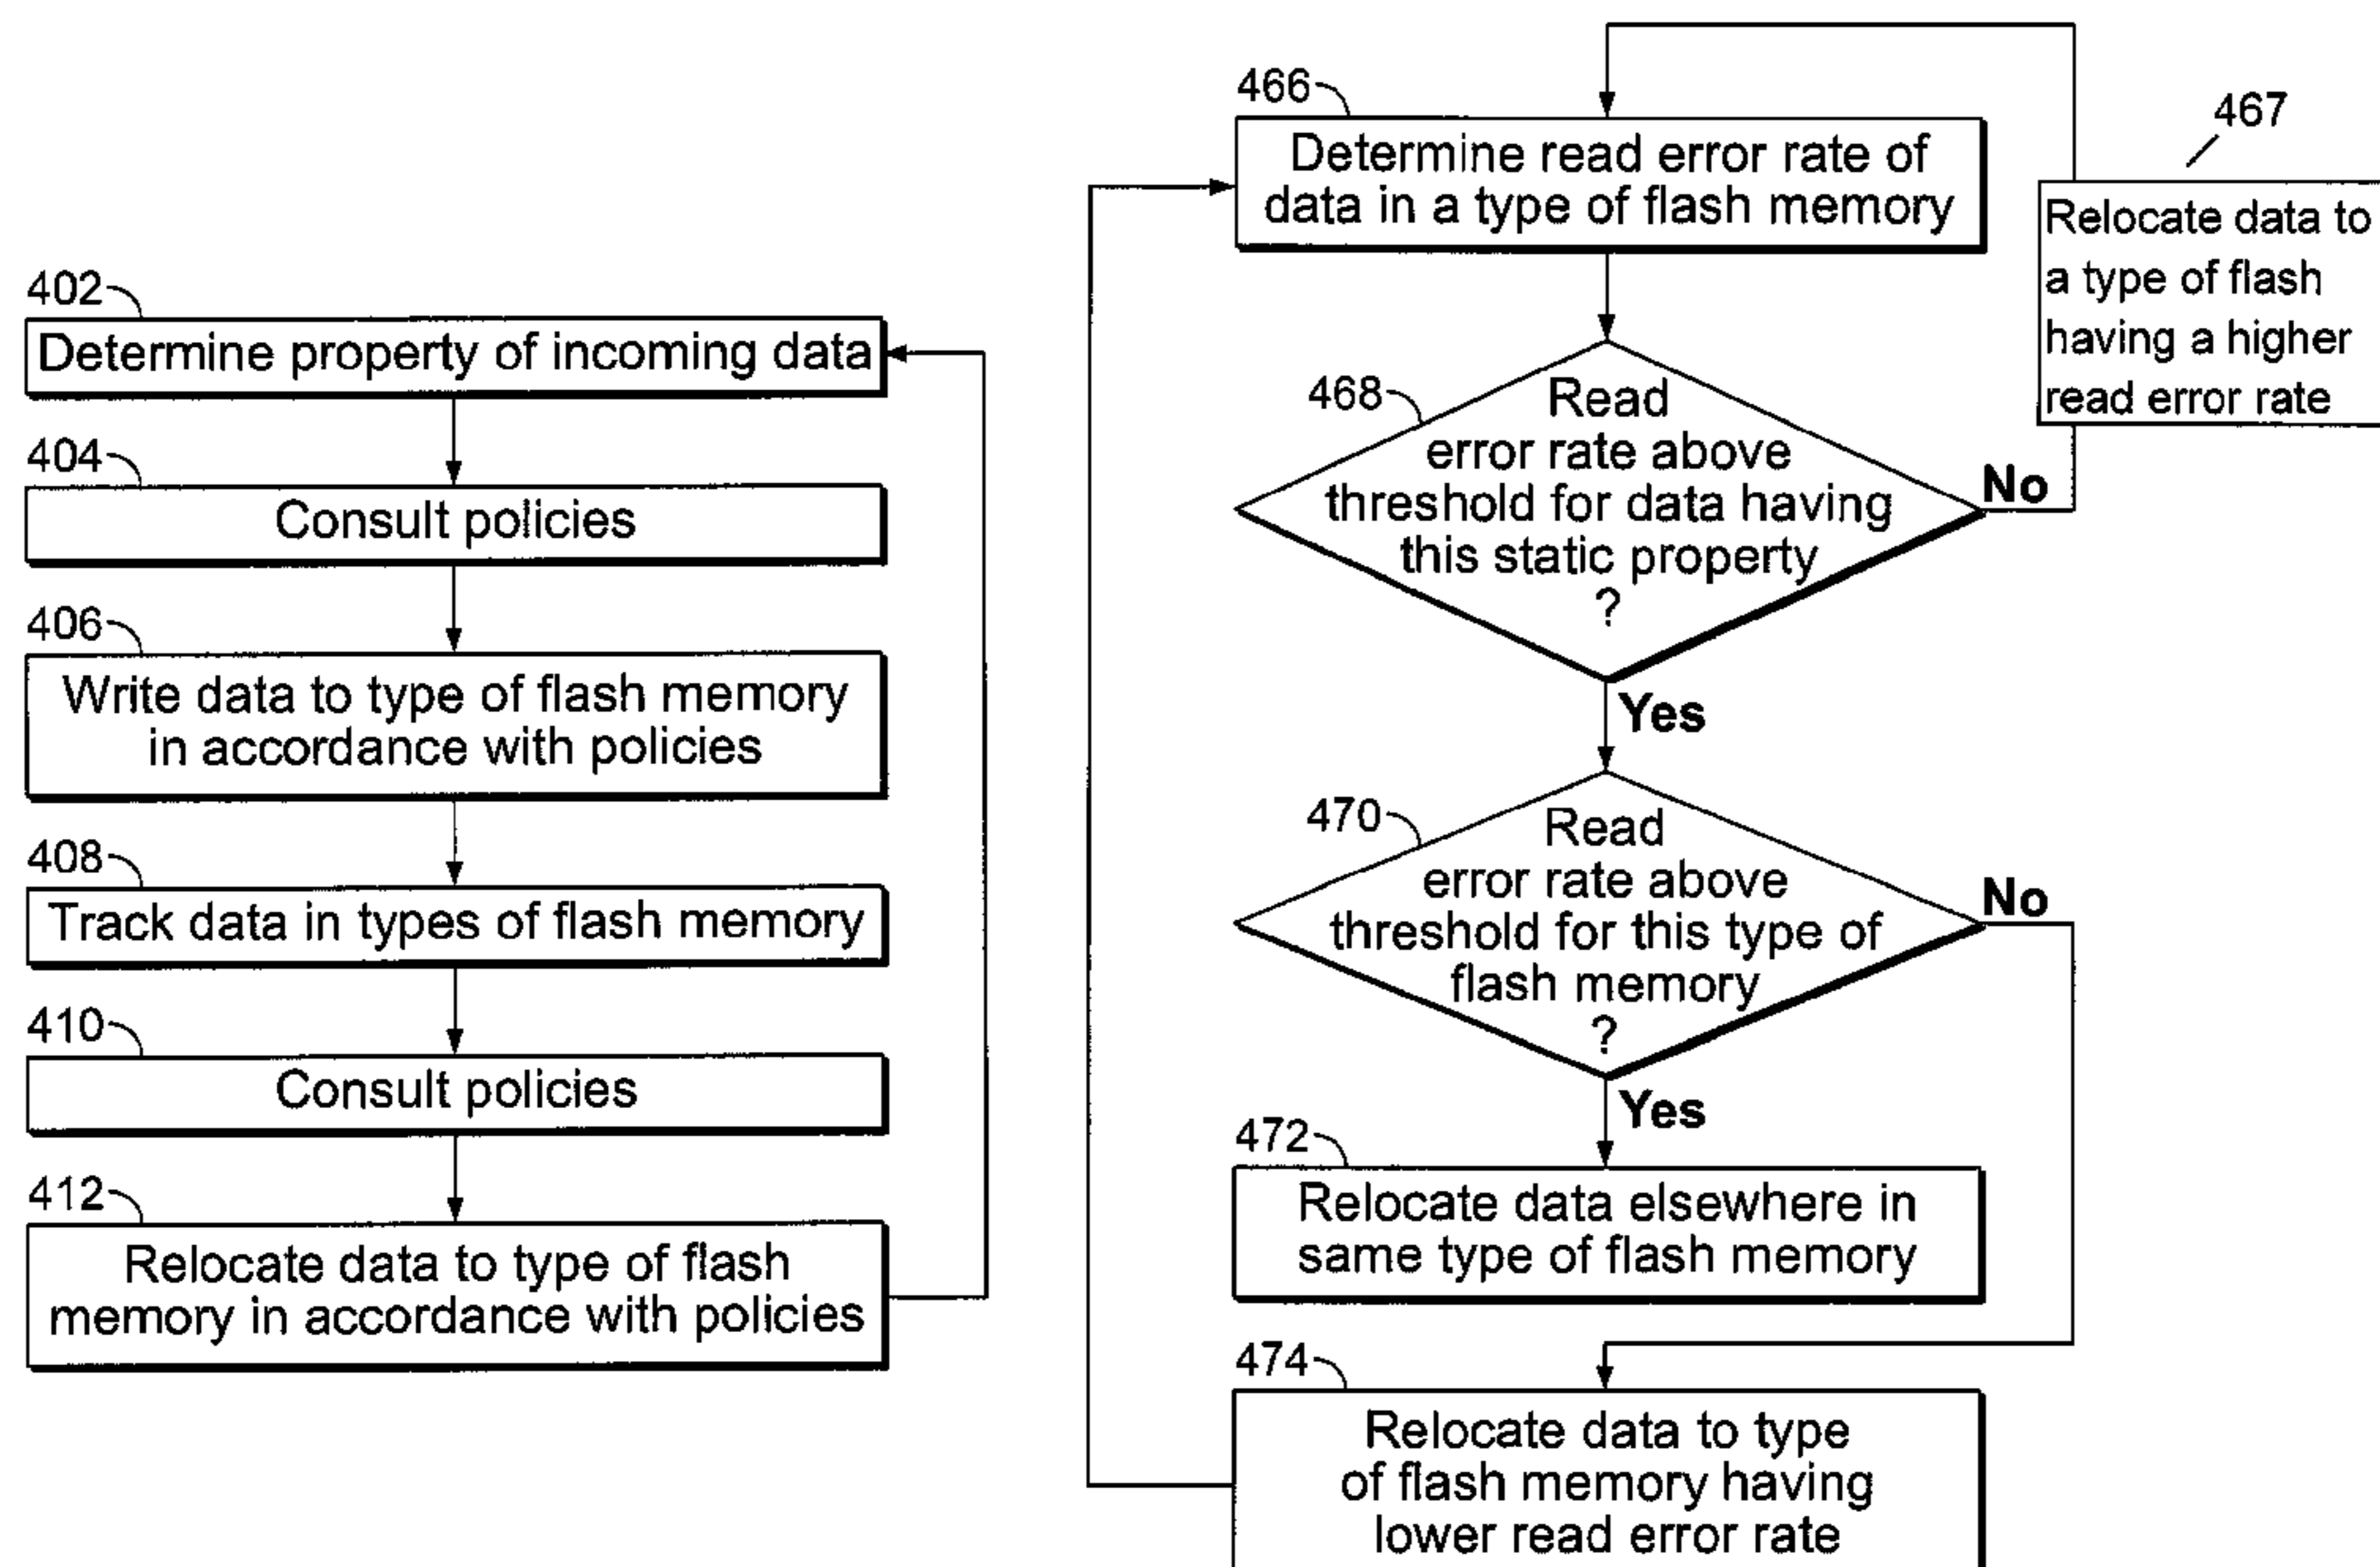 402
Determine property of incoming data
404
Consult policies
406
Write data to type of flash memory
in accordance with policies
408
Track data in types of flash memory
410
Consult policies
412
Relocate data to type of flash
memory in accordance with policies
466
Determine read error rate of
data in a type of flash memory
467
Relocate data to
a type of flash
having a higher
read error rate
468
Read
error rate above
threshold for data having
this static property
?
No
Yes
470
Read
error rate above
threshold for this type of
flash memory
?
No
Yes
472
Relocate data elsewhere in
same type of flash memory
474
Relocate data to type
of flash memory having
lower read error rate